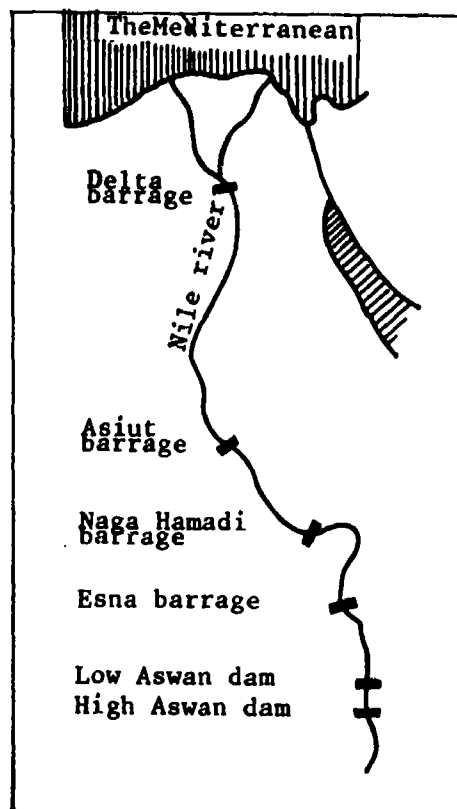 TheMediterranean
Delta
barrage
Nile river
Asiut
barrage
Naga Hamadi
barrage
Esna barrage
Low Aswan dam
High Aswan dam